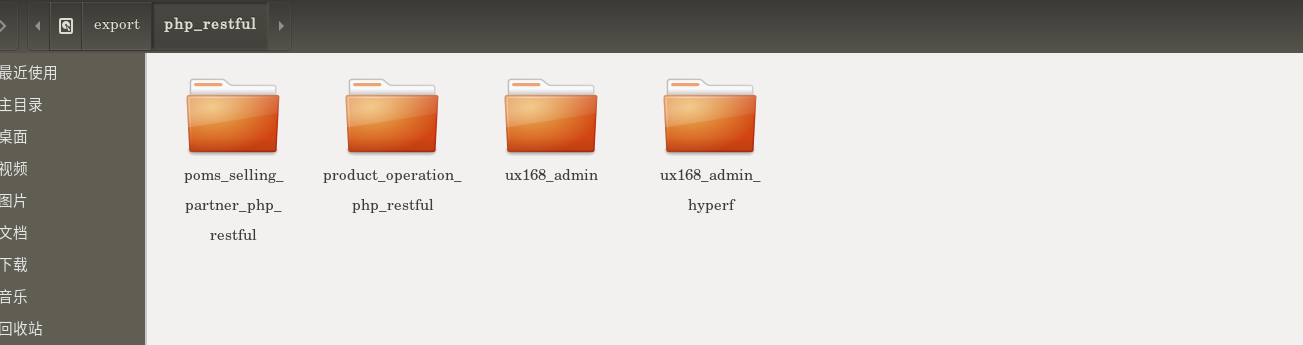 export php_restful
最近使用
主目录
桌面
视频
图片
文档
下载
音乐
回收站
poms_selling_
partner_php_
restful
product_operation_
php_restful
ux168_admin
ux168_admin_
hyperf